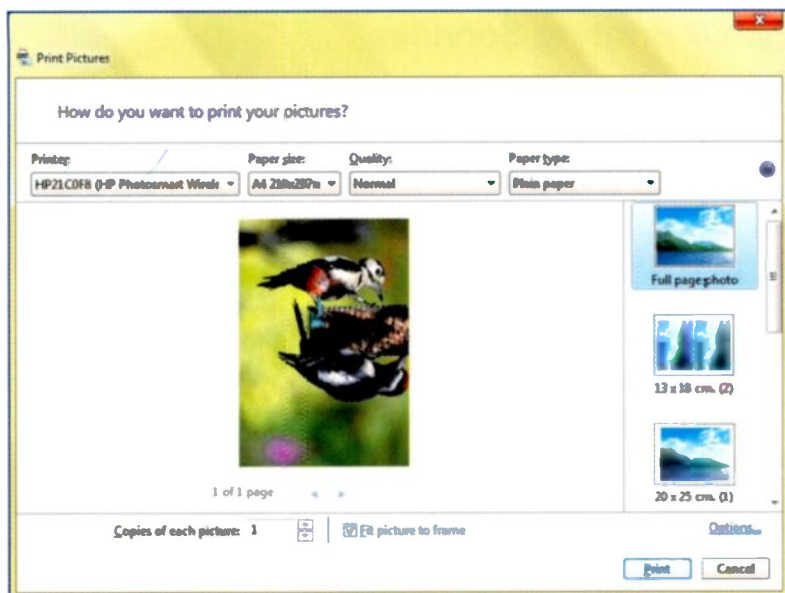 Print Pictures
How do you want to print your pictures?
Printer: Paper size: Quality: Paper type:
HP21C0F8 (HP Photosmart Wirele A4 210x297n Normal Plain paper
Full page photo
13 x 18 cm. (2)
20 x 25 cm. (1)
1 of 1 page
Copies of each picture: 1 Fit picture to frame Options...
Print Cancel